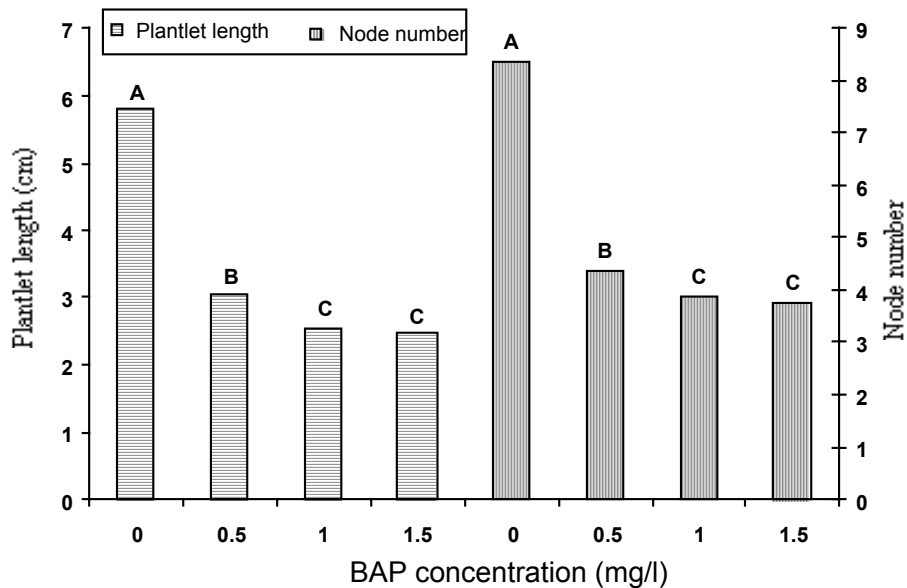 Plantlet length Node number
Plantlet length (cm)
7
6
5
4
3
2
1
0
A
B
C
C
A
B
C
C
9
8
7
6
5
4
3
2
1
0
Node number
0 0.5 1 1.5 0 0.5 1 1.5
BAP concentration (mg/l)